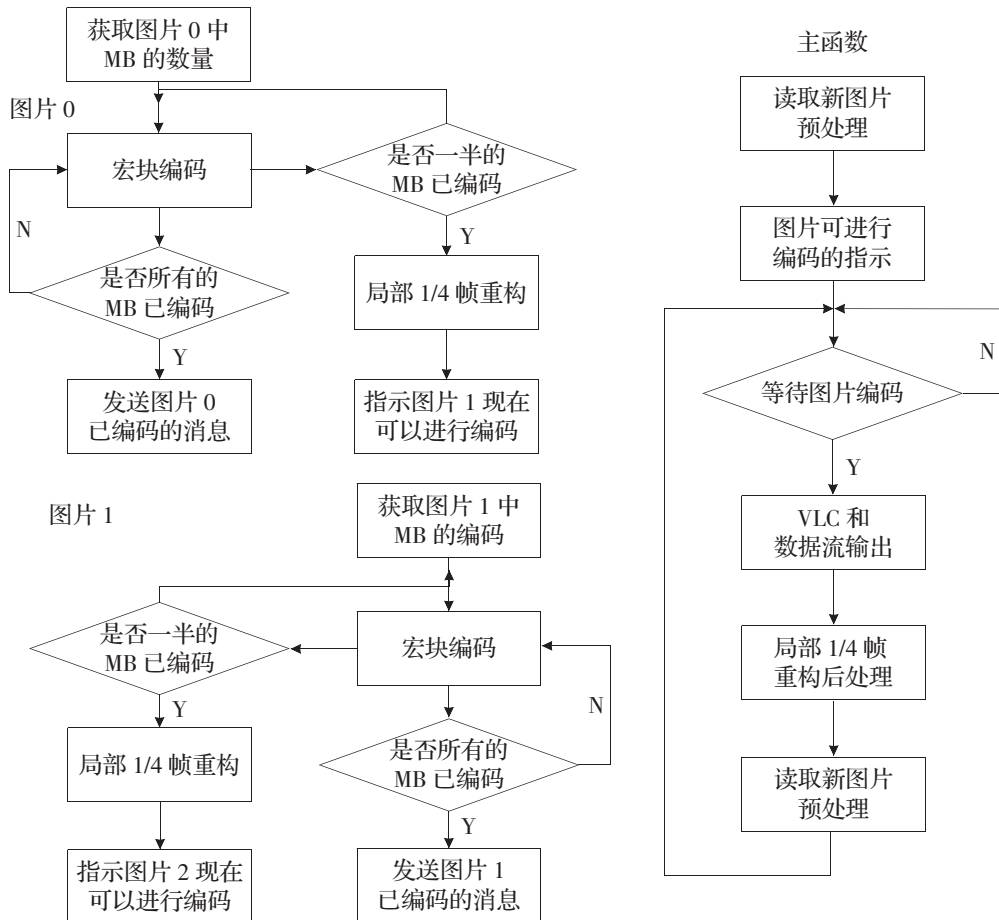 获取图片 0 中
MB 的数量
图片 0
宏块编码
是否一半的
MB 已编码
N
Y
是否所有的
MB 已编码
局部 1/4 帧重构
Y
发送图片 0
已编码的消息
指示图片 1 现在
可以进行编码
图片 1
获取图片 1 中
MB 的编码
是否一半的
MB 已编码
宏块编码
Y
N
局部 1/4 帧重构
是否所有的
MB 已编码
Y
指示图片 2 现在
可以进行编码
发送图片 1
已编码的消息
主函数
读取新图片
预处理
图片可进行
编码的指示
N
等待图片编码
Y
VLC 和
数据流输出
局部 1/4 帧
重构后处理
读取新图片
预处理